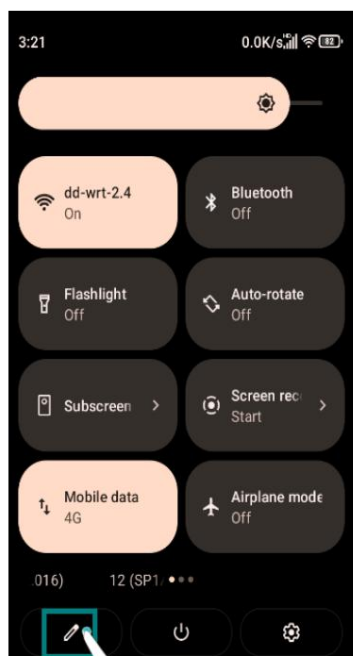 3:21 0.0K/s HD 82
dd-wrt-2.4
On
Bluetooth
Off
Flashlight
Off
Auto-rotate
Off
Subscreen
Screen rec
Start
Mobile data
4G
Airplane mode
Off
.016) 12 (SP1/